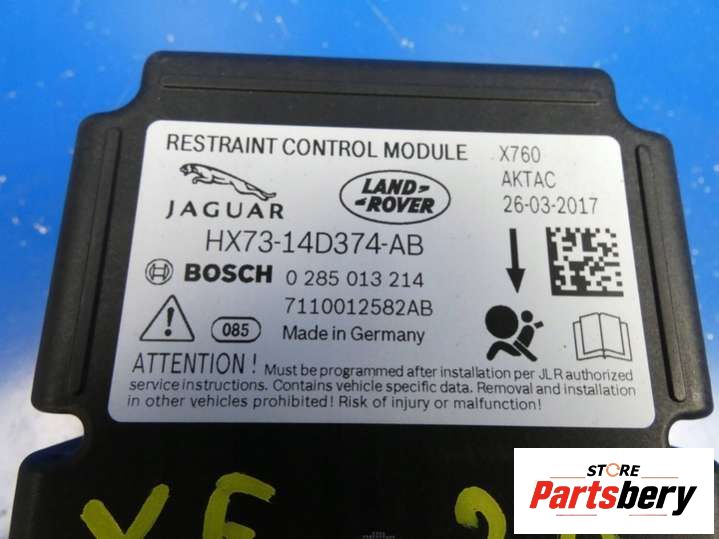 RESTRAINT CONTROL MODULE X760
AKTAC
JAGUAR LAND ROVER 26-03-2017
HX73-14D374-AB
BOSCH 0 285 013 214
7110012582AB
085 Made in Germany
ATTENTION ! Must be programmed after installation per JLR authorized
service instructions. Contains vehicle specific data. Removal and installation
in other vehicles prohibited! Risk of injury or malfunction!
XF
STORE
Partsbery